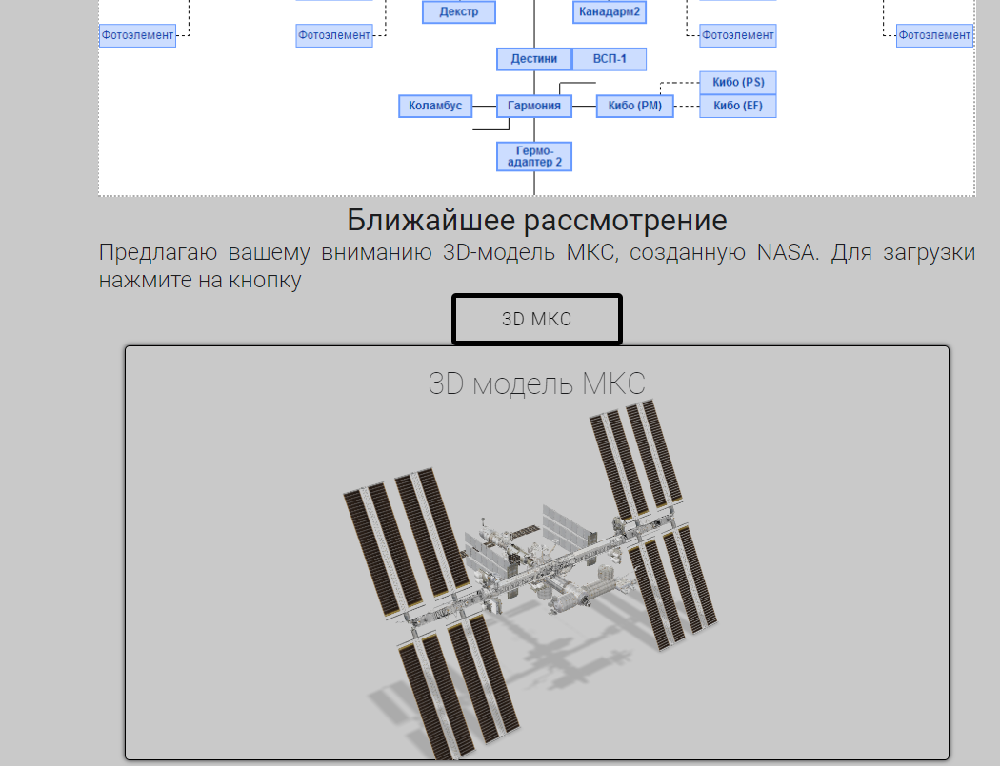 Декстр Канадарм2
Фотоэлемент Фотоэлемент Фотоэлемент Фотоэлемент
Дестини ВСП-1
Кибо (PS)
Коламбус Гармония Кибо (PM) Кибо (EF)
Гермо-
адаптер 2
Ближайшее рассмотрение
Предлагаю вашему вниманию 3D-модель МКС, созданную NASA. Для загрузки
нажмите на кнопку
3D МКС
3D модель МКС